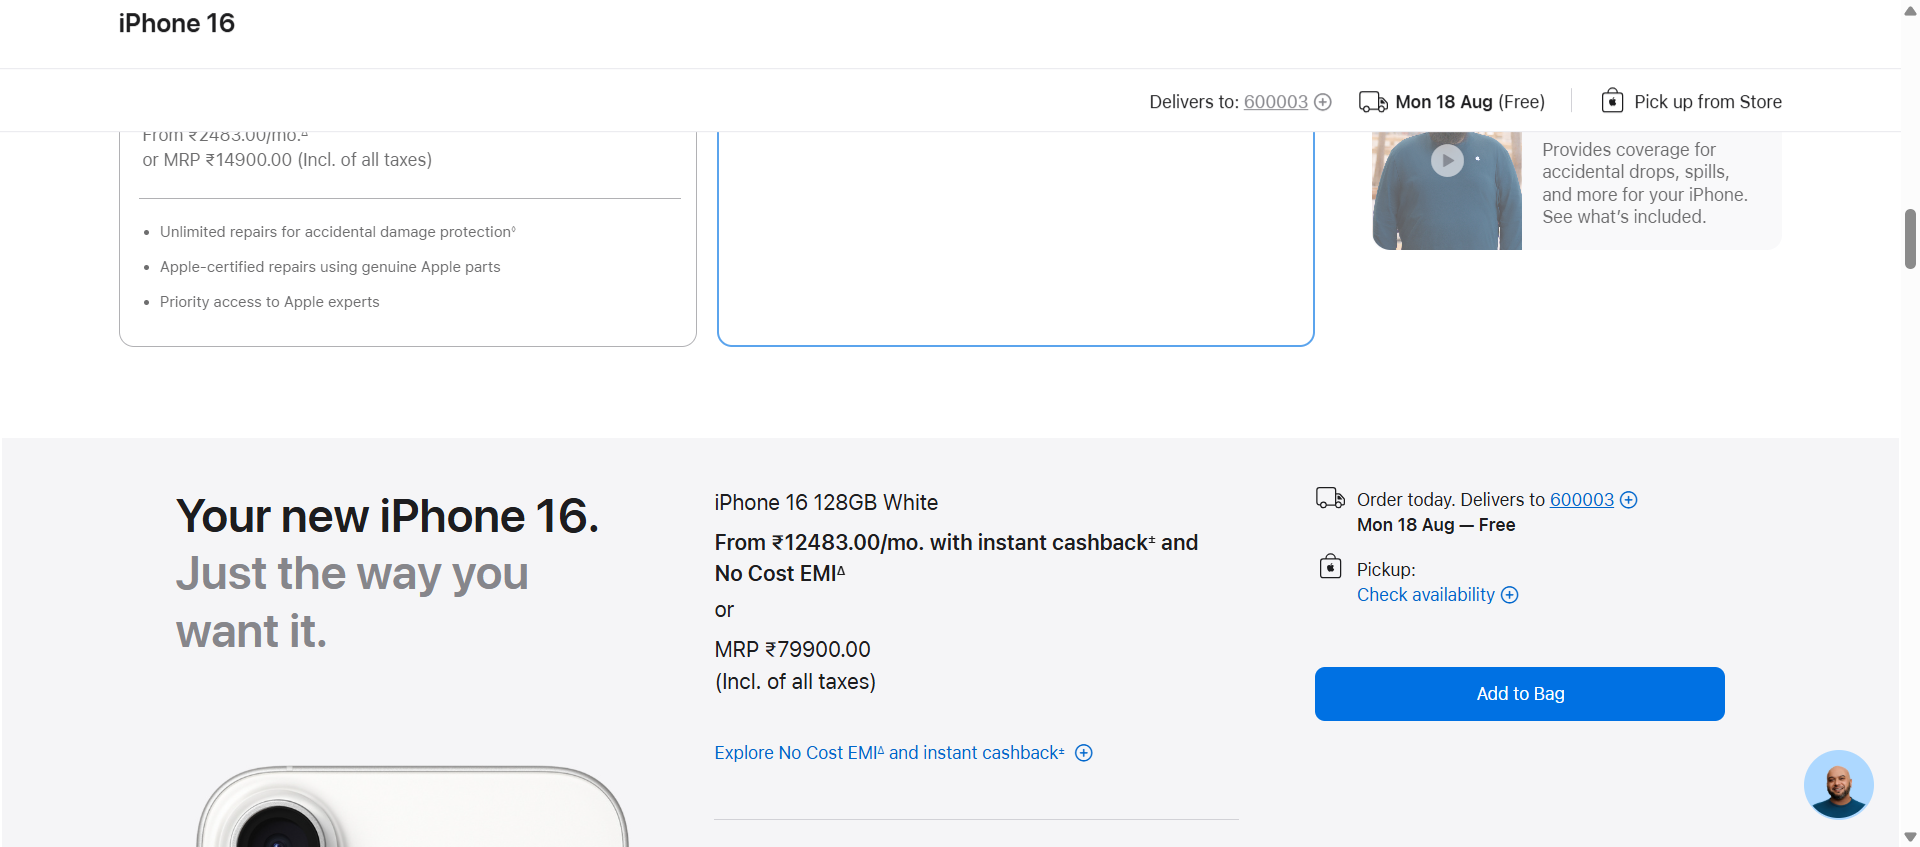 iPhone 16
Delivers to: 600003
Mon 18 Aug (Free)
Pick up from Store
From ₹2483.00/mo.∆
or MRP ₹14900.00 (Incl. of all taxes)
Unlimited repairs for accidental damage protection◊
Apple-certified repairs using genuine Apple parts
Priority access to Apple experts
Provides coverage for
accidental drops, spills,
and more for your iPhone.
See what's included.
Your new iPhone 16.
Just the way you
want it.
iPhone 16 128GB White
From ₹12483.00/mo. with instant cashback± and
No Cost EMI∆
or
MRP ₹79900.00
(Incl. of all taxes)
Explore No Cost EMI∆ and instant cashback±
Order today. Delivers to 600003
Mon 18 Aug — Free
Pickup:
Check availability
Add to Bag